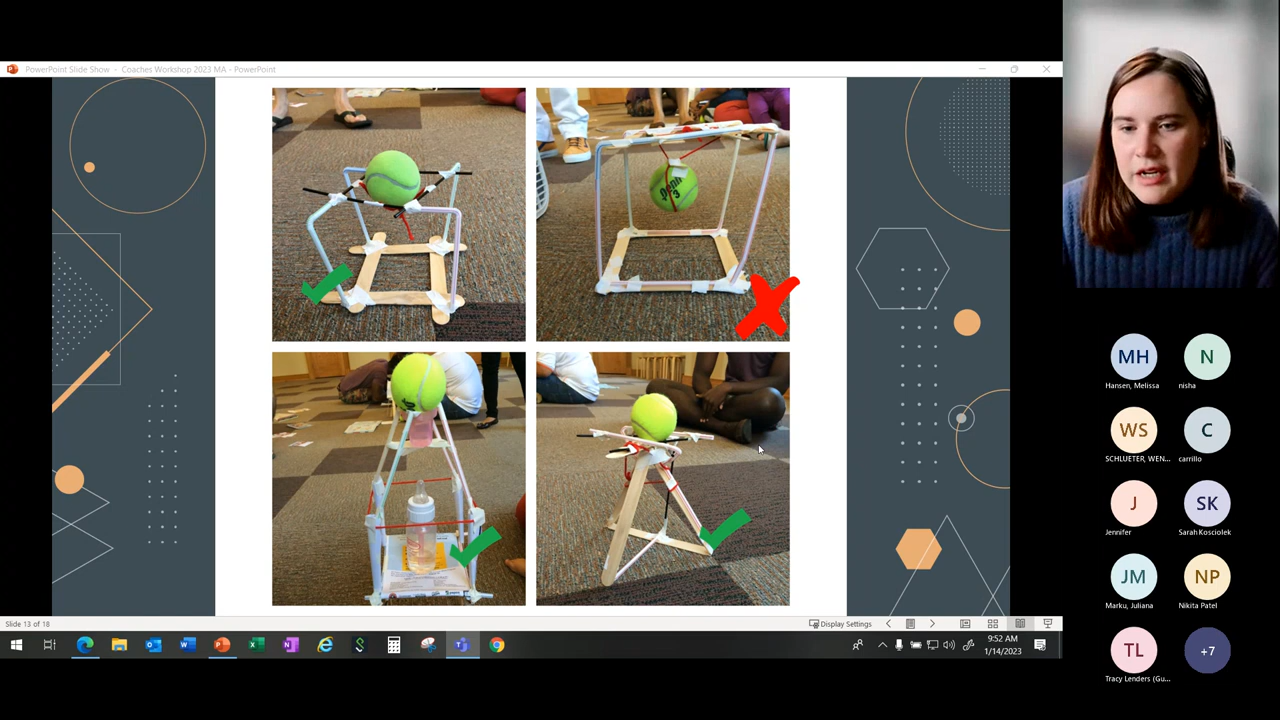 PowerPoint Slide Show - Coaches Workshop 2023 MA - PowerPoint
Penn
3
Slide 13 of 18
Display Settings
9:52 AM
1/14/2023
MH
Hansen, Melissa
N
nisha
WS
SCHLUETER, WEN...
C
carrillo
J
Jennifer
SK
Sarah Kosciolek
JM
Marku, Juliana
NP
Nikita Patel
TL
Tracy Lenders (Gu...
+7